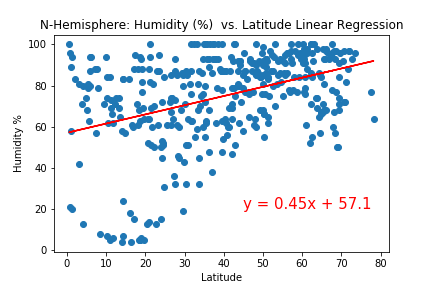 N-Hemisphere: Humidity (%)  vs. Latitude Linear Regression
100
80
60
40
20
0
Humidity %
y = 0.45x + 57.1
0 10 20 30 40 50 60 70 80
Latitude